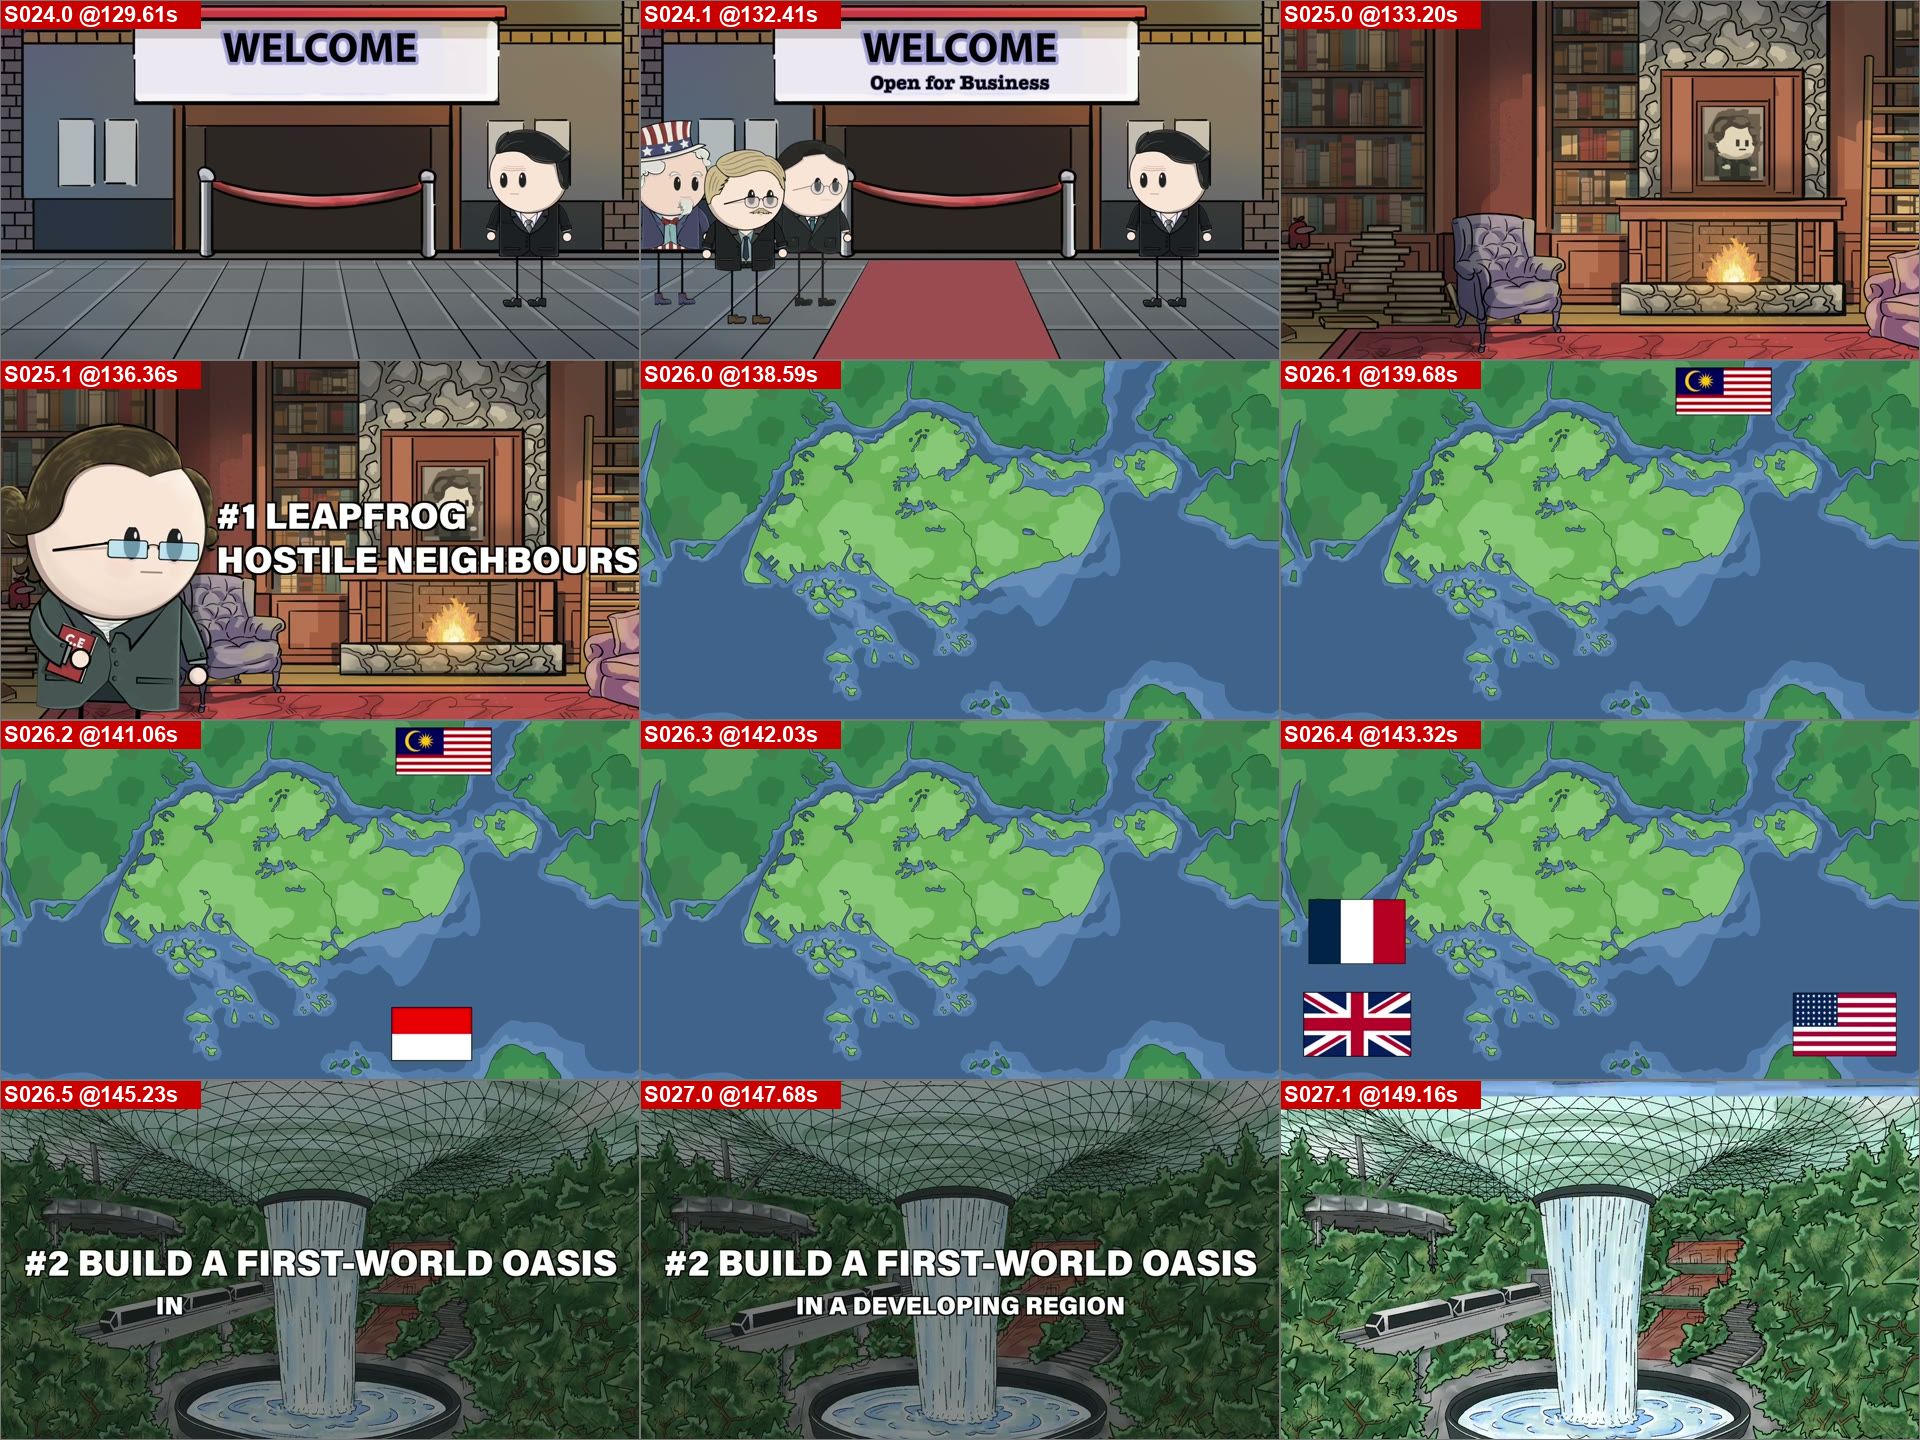 S024.0 @129.61s
WELCOME
S024.1 @132.41s
WELCOME
Open for Business
S025.0 @133.20s
S025.1 @136.36s
#1 LEAPFROG
HOSTILE NEIGHBOURS
C.E
S026.0 @138.59s
S026.1 @139.68s
S026.2 @141.06s
S026.3 @142.03s
S026.4 @143.32s
S026.5 @145.23s
#2 BUILD A FIRST-WORLD OASIS
IN
S027.0 @147.68s
#2 BUILD A FIRST-WORLD OASIS
IN A DEVELOPING REGION
S027.1 @149.16s